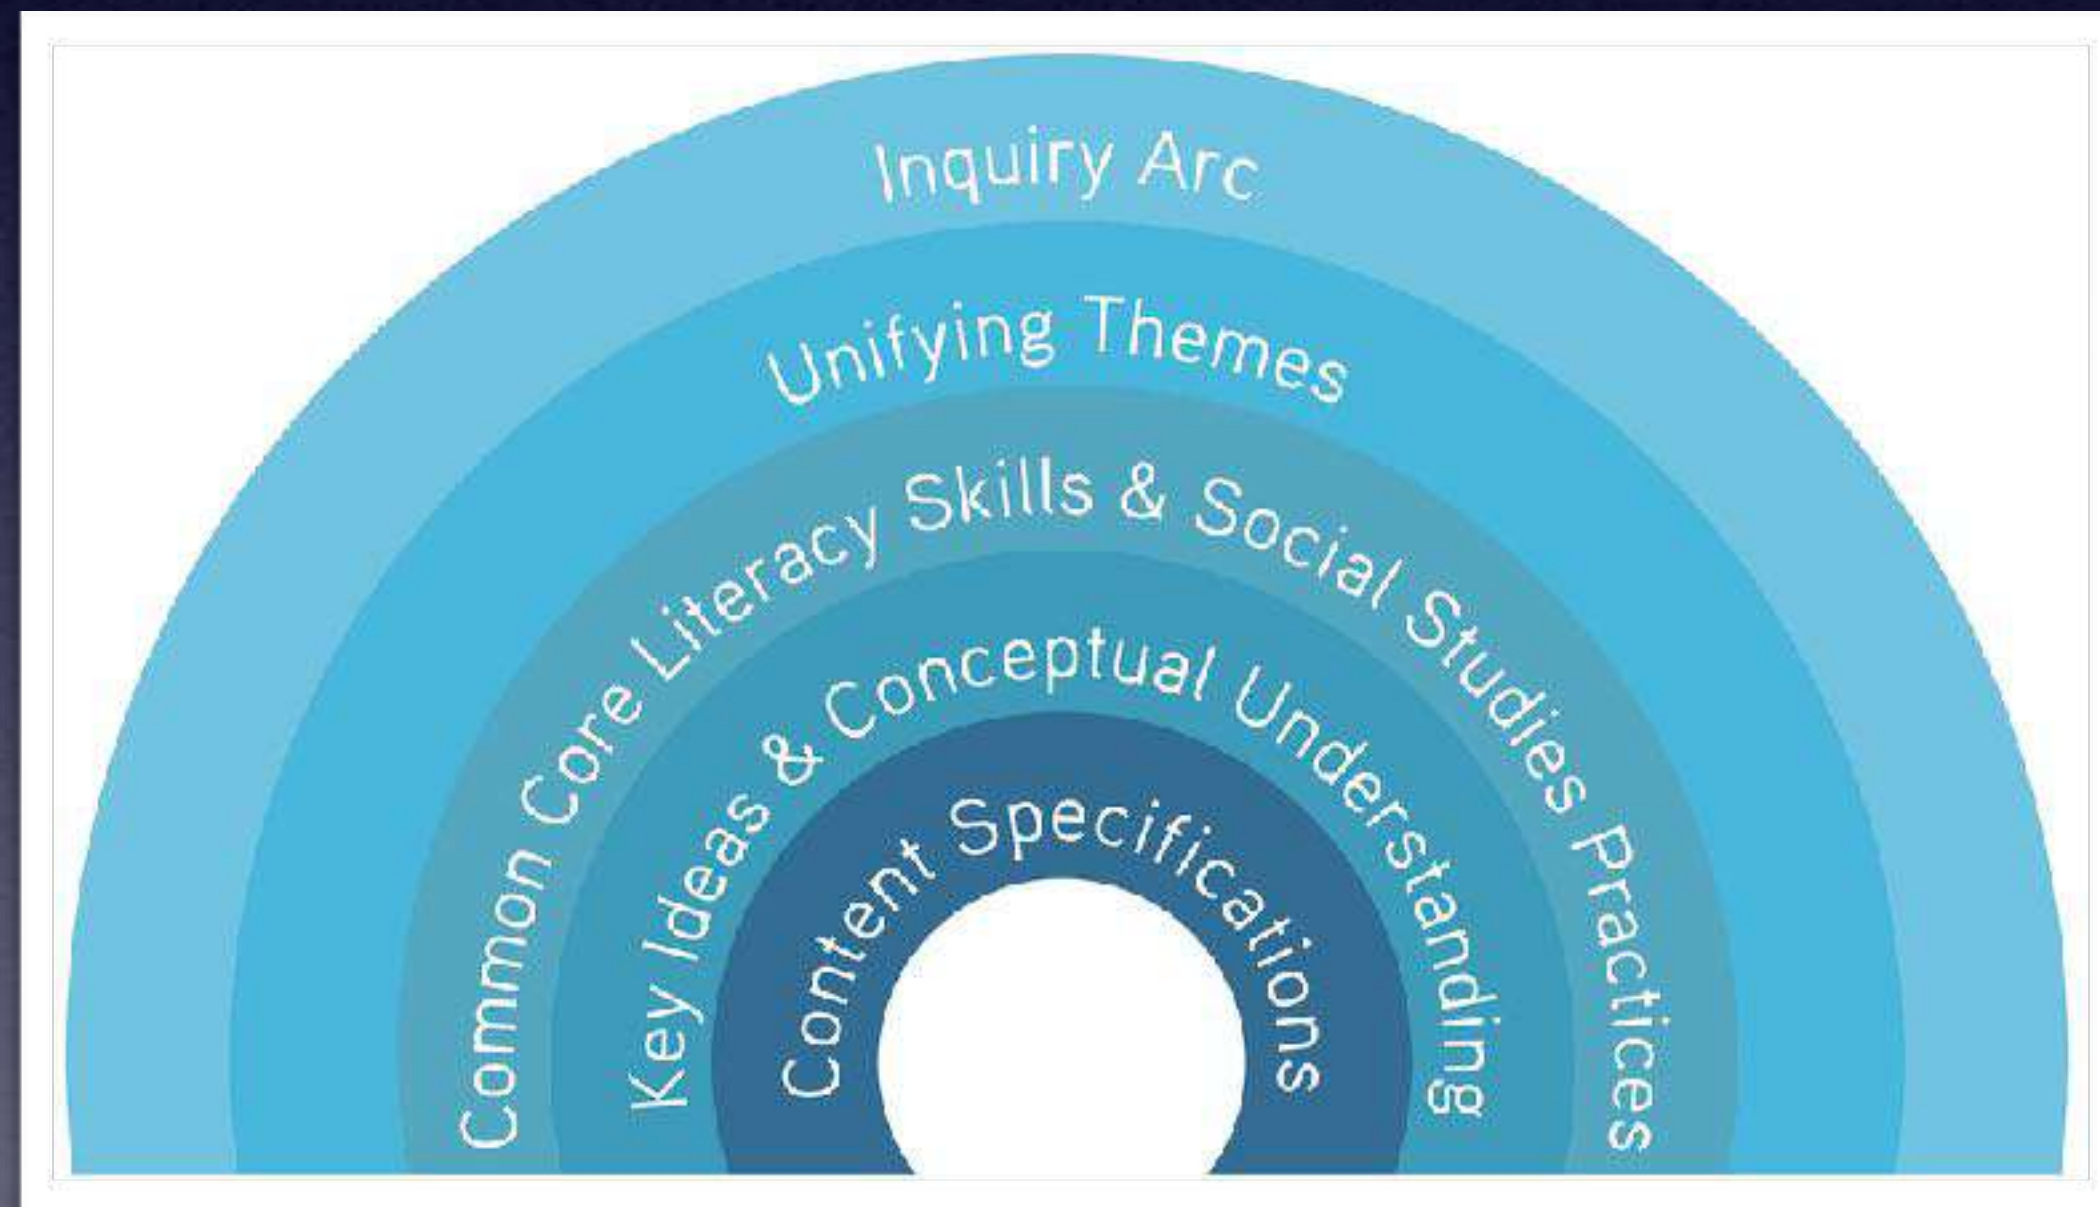 Inquiry Arc
Unifying Themes
Common Core Literacy Skills & Social Studies Practices
Key Ideas & Conceptual Understanding
Content Specifications